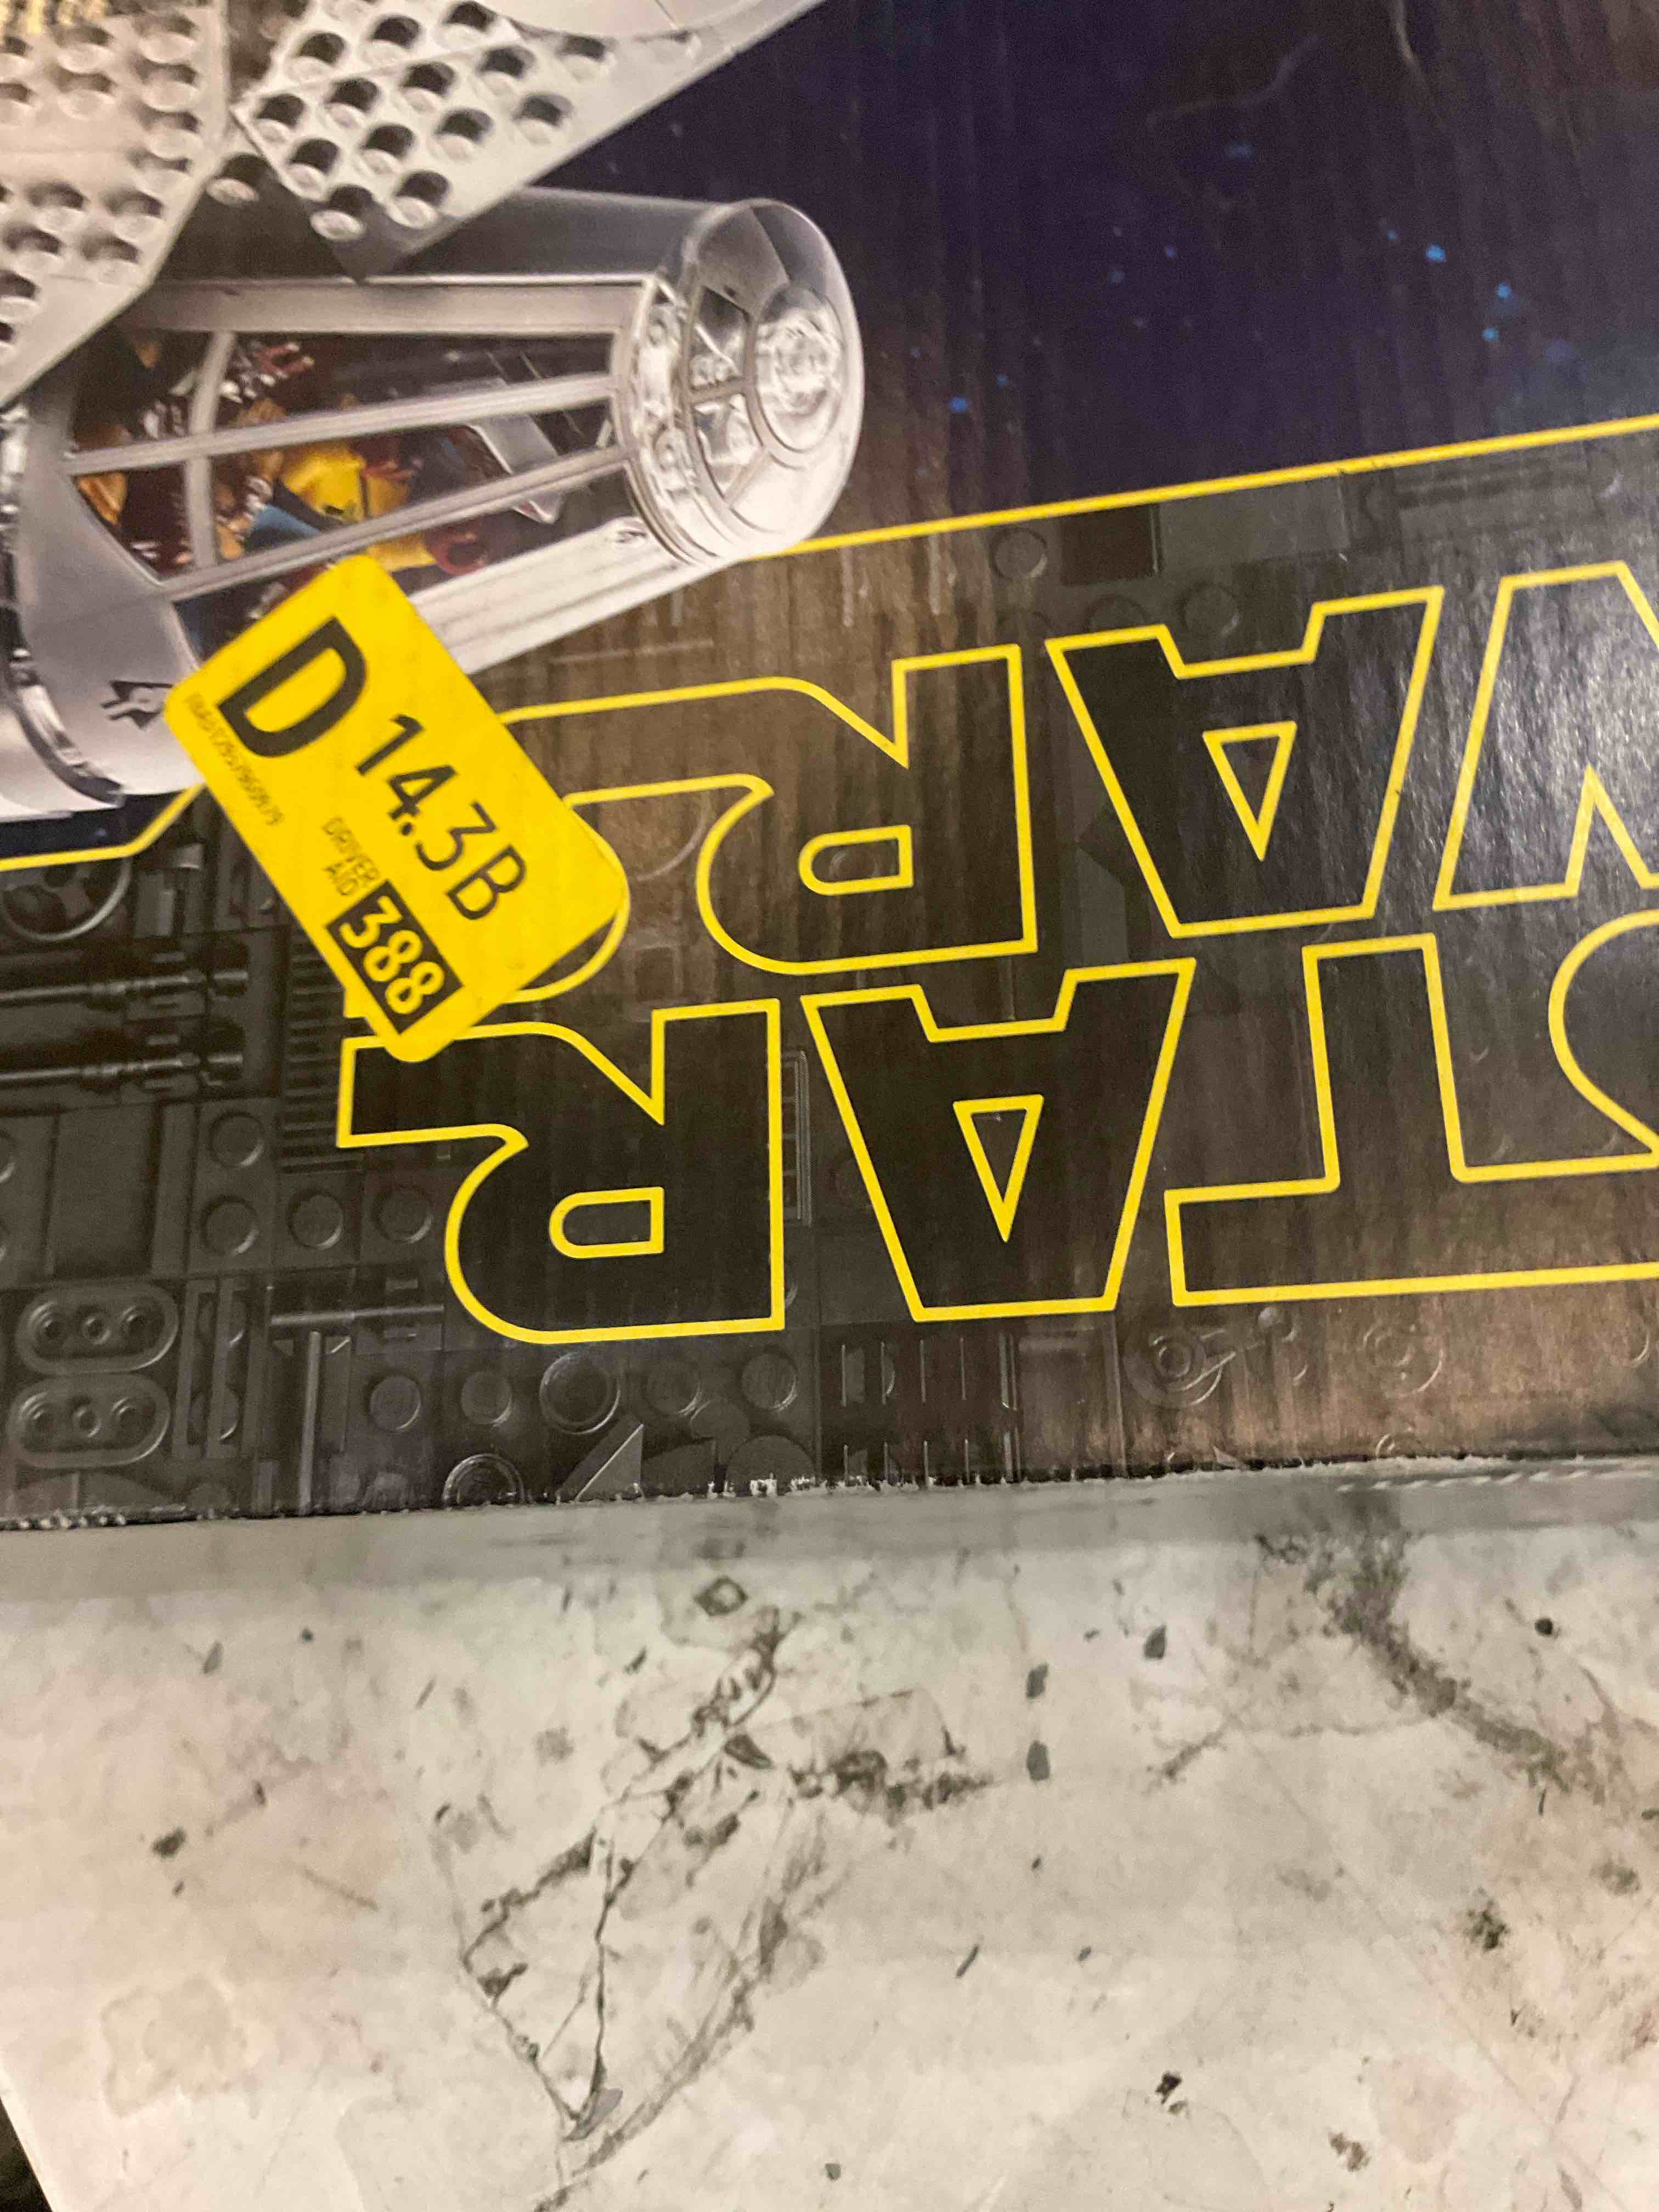 D 14.3B
DRIVER
AID 388
STAR
WAR